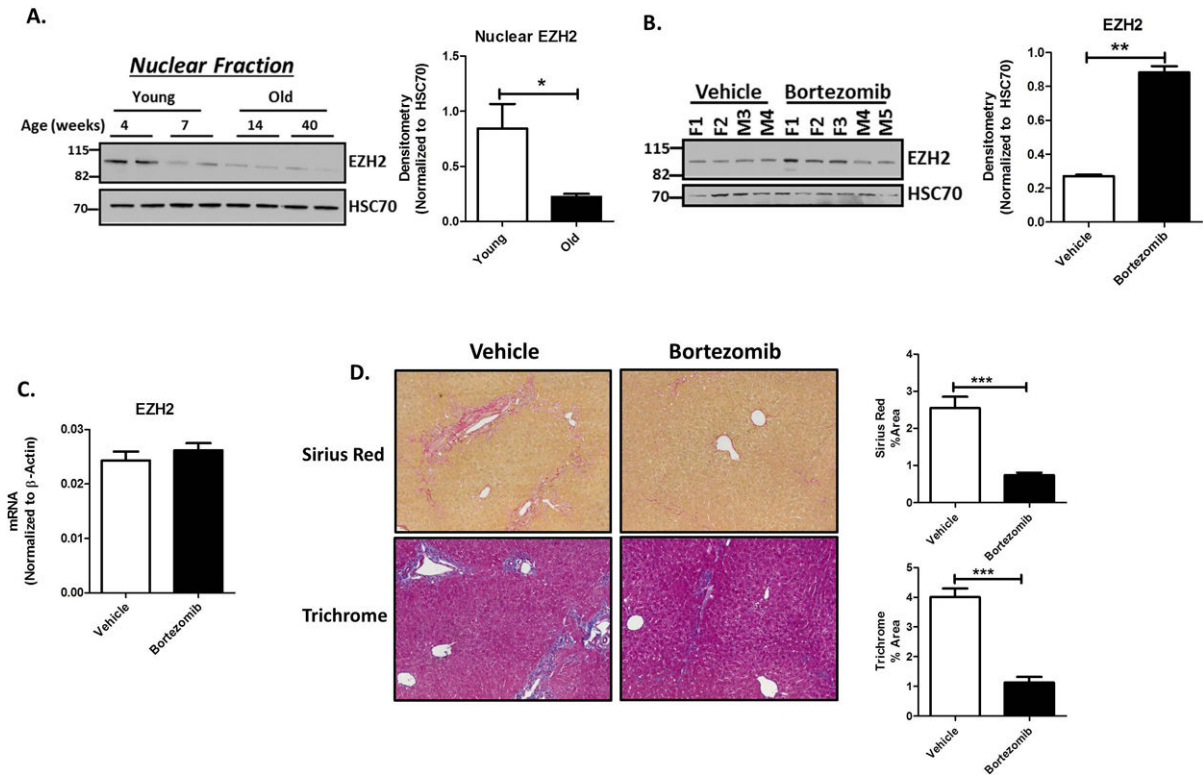 A.
Nuclear Fraction
Young Old
Age (weeks) 4 7 14 40
115
82
EZH2
70
HSC70
Nuclear EZH2
Densitometry
(Normalized to HSC70)
1.5
1.0
0.5
0.0
*
Young
Old
B.
Vehicle Bortezomib
F1 F2 M3 M4 F1 F2 F3 M4 M5
115
82
EZH2
70
HSC70
EZH2
Densitometry
(Normalized to HSC70)
1.0
0.8
0.6
0.4
0.2
0.0
**
Vehicle
Bortezomib
C.
EZH2
mRNA
(Normalized to β-Actin)
0.03
0.02
0.01
0.00
Vehicle
Bortezomib
D.
Vehicle Bortezomib
Sirius Red
Trichrome
Sirius Red
%Area
4
3
2
1
0
***
Vehicle
Bortezomib
Trichrome
% Area
5
4
3
2
1
0
***
Vehicle
Bortezomib